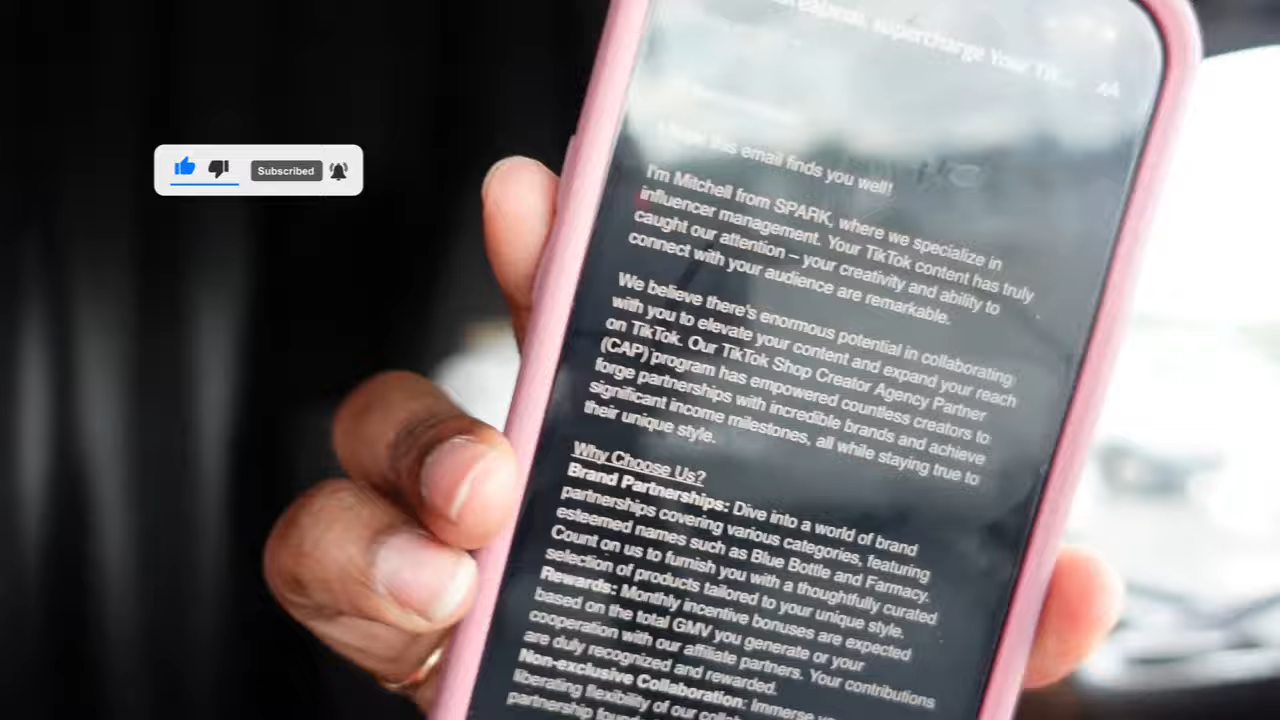 supercharge Your Tik...
Subscribed
this email finds you well!
I'm Mitchell from SPARK, where we specialize in
influencer management. Your TikTok content has truly
caught our attention – your creativity and ability to
connect with your audience are remarkable.
We believe there's enormous potential in collaborating
with you to elevate your content and expand your reach
on TikTok. Our TikTok Shop Creator Agency Partner
(CAP) program has empowered countless creators to
forge partnerships with incredible brands and achieve
significant income milestones, all while staying true to
their unique style.
Why Choose Us?
Brand Partnerships: Dive into a world of brand
partnerships covering various categories, featuring
esteemed names such as Blue Bottle and Farmacy.
Count on us to furnish you with a thoughtfully curated
selection of products tailored to your unique style.
Rewards: Monthly incentive bonuses are expected
based on the total GMV you generate or your
cooperation with our affiliate partners. Your contributions
are duly recognized and rewarded.
Non-exclusive Collaboration: Immerse
liberating flexibility of our
partnership